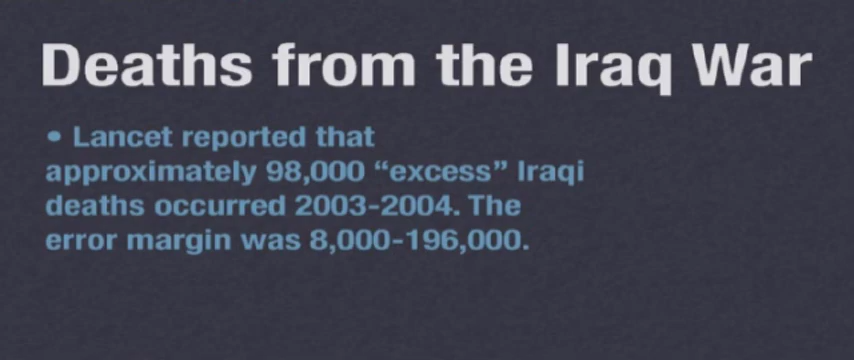 Deaths from the Iraq War
• Lancet reported that
approximately 98,000 “excess” Iraqi
deaths occurred 2003-2004. The
error margin was 8,000-196,000.